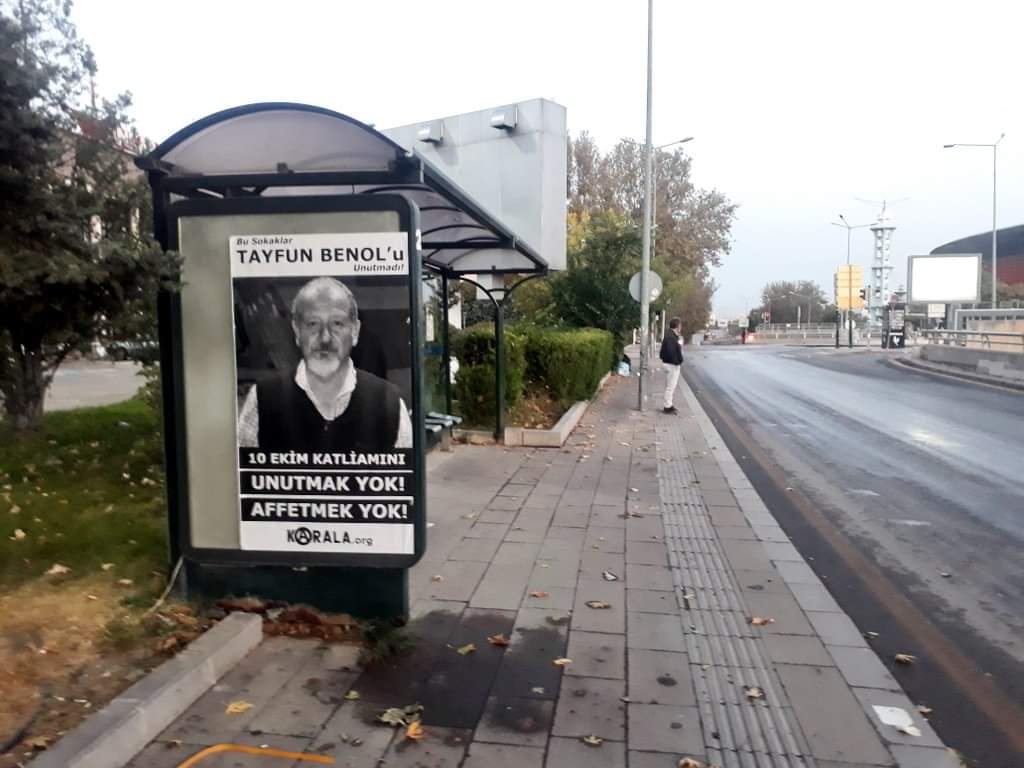 Bu Sokaklar
TAYFUN BENOL'u
Unutmadı!
10 EKİM KATLİAMINI
UNUTMAK YOK!
AFFETMEK YOK!
KARALA.org